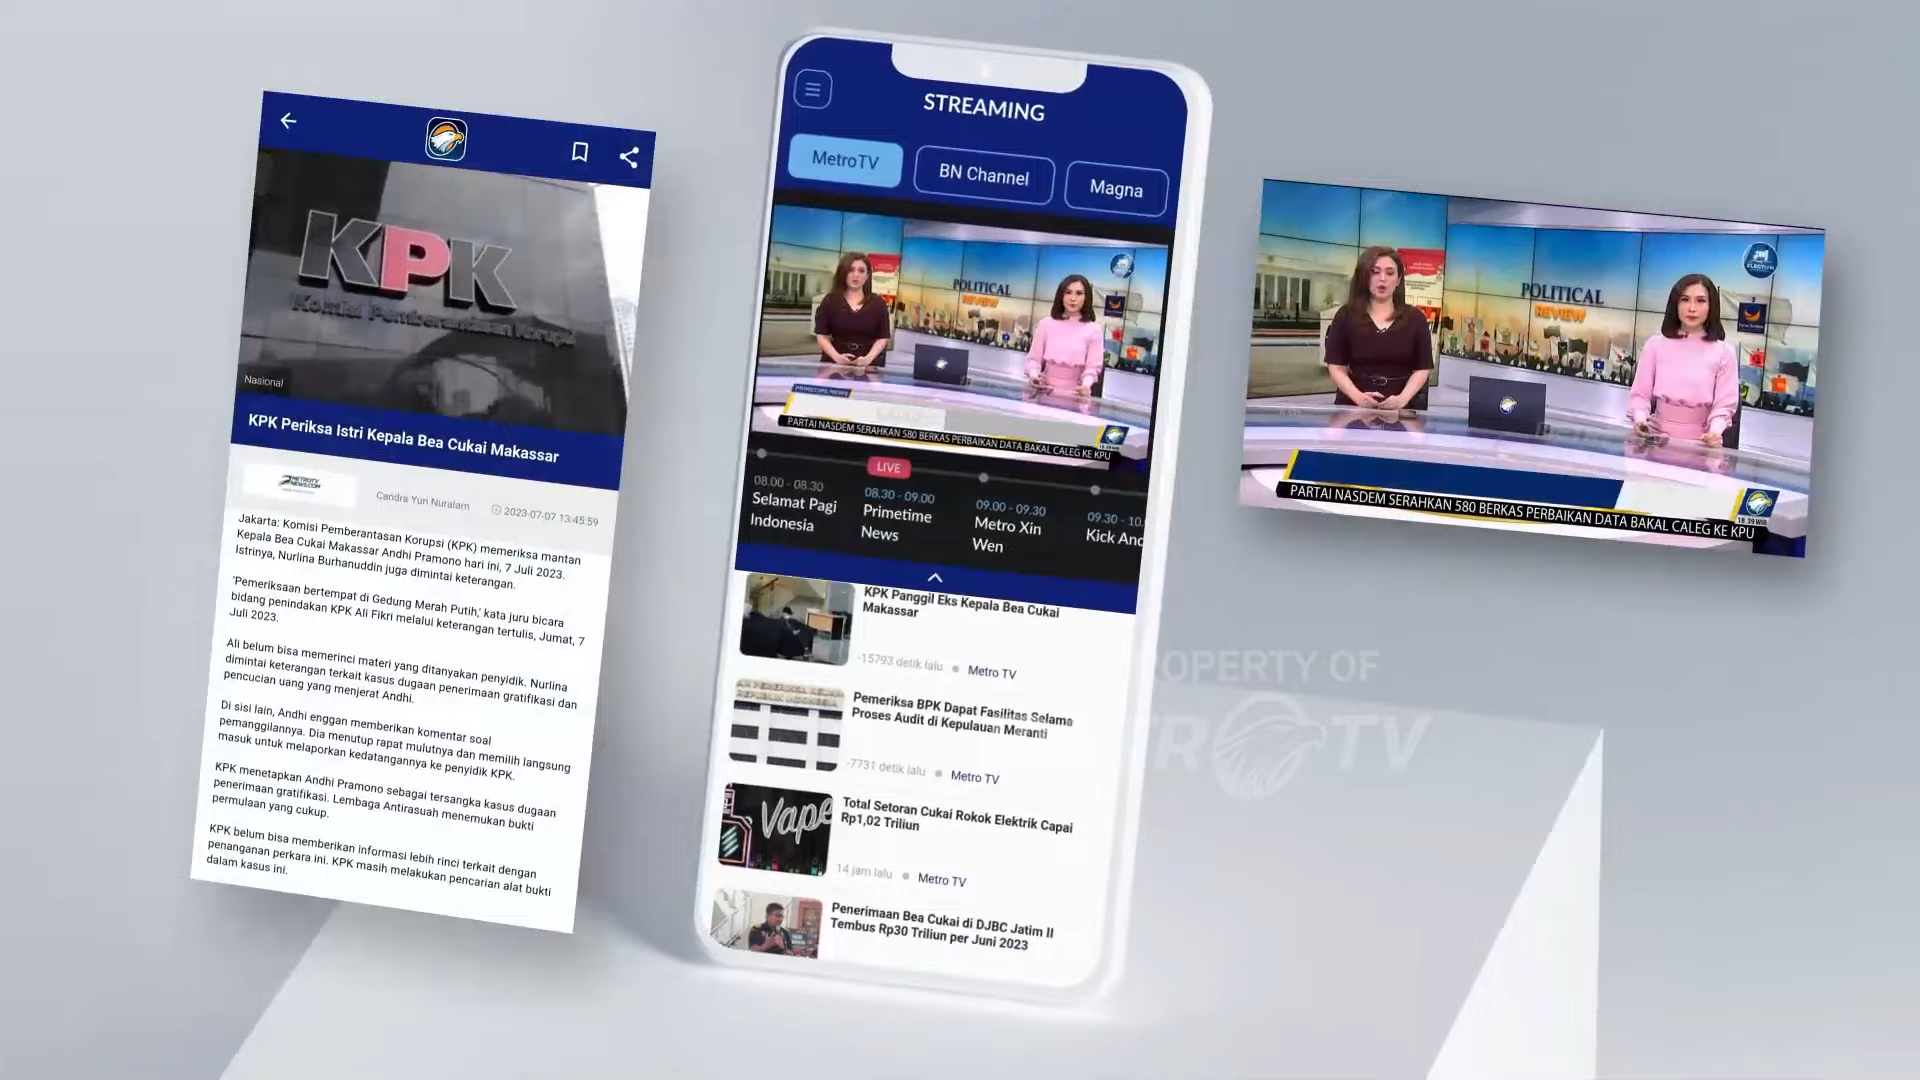 KPK
Komisi Pemberantasan Korupsi
Nasional
KPK Periksa Istri Kepala Bea Cukai Makassar
METROTV
NEWS.COM
Candra Yuri Nuralam
2023-07-07 13:45:59
Jakarta: Komisi Pemberantasan Korupsi (KPK) memeriksa mantan
Kepala Bea Cukai Makassar Andhi Pramono hari ini, 7 Juli 2023.
Istrinya, Nurlina Burhanuddin juga dimintai keterangan.
'Pemeriksaan bertempat di Gedung Merah Putih,' kata juru bicara
bidang penindakan KPK Ali Fikri melalui keterangan tertulis, Jumat, 7
Juli 2023.
Ali belum bisa memerinci materi yang ditanyakan penyidik. Nurlina
dimintai keterangan terkait kasus dugaan penerimaan gratifikasi dan
pencucian uang yang menjerat Andhi.
Di sisi lain, Andhi enggan memberikan komentar soal
pemanggilannya. Dia menutup rapat mulutnya dan memilih langsung
masuk untuk melaporkan kedatangannya ke penyidik KPK.
KPK menetapkan Andhi Pramono sebagai tersangka kasus dugaan
penerimaan gratifikasi. Lembaga Antirasuah menemukan bukti
permulaan yang cukup.
KPK belum bisa memberikan informasi lebih rinci terkait dengan
penanganan perkara ini. KPK masih melakukan pencarian alat bukti
dalam kasus ini.
STREAMING
MetroTV
BN Channel
Magna
POLITICAL
REVIEW
PRIMETIME NEWS
PARTAI NASDEM SERAHKAN 580 BERKAS PERBAIKAN DATA BAKAL CALEG KE KPU
LIVE
08.00 - 08.30
Selamat Pagi
Indonesia
08.30 - 09.00
Primetime
News
09.00 - 09.30
Metro Xin
Wen
09.30 - 10.
Kick And
KPK Panggil Eks Kepala Bea Cukai
Makassar
-15793 detik lalu
Metro TV
Pemeriksa BPK Dapat Fasilitas Selama
Proses Audit di Kepulauan Meranti
-7731 detik lalu
Metro TV
Vape
Total Setoran Cukai Rokok Elektrik Capai
Rp1,02 Triliun
14 jam lalu
Metro TV
Penerimaan Bea Cukai di DJBC Jatim II
Tembus Rp30 Triliun per Juni 2023
POLITICAL
REVIEW
ELECTION
PARTAI NASDEM SERAHKAN 580 BERKAS PERBAIKAN DATA BAKAL CALEG KE KPU
18.39 WIB
OPERTY OF
R TV